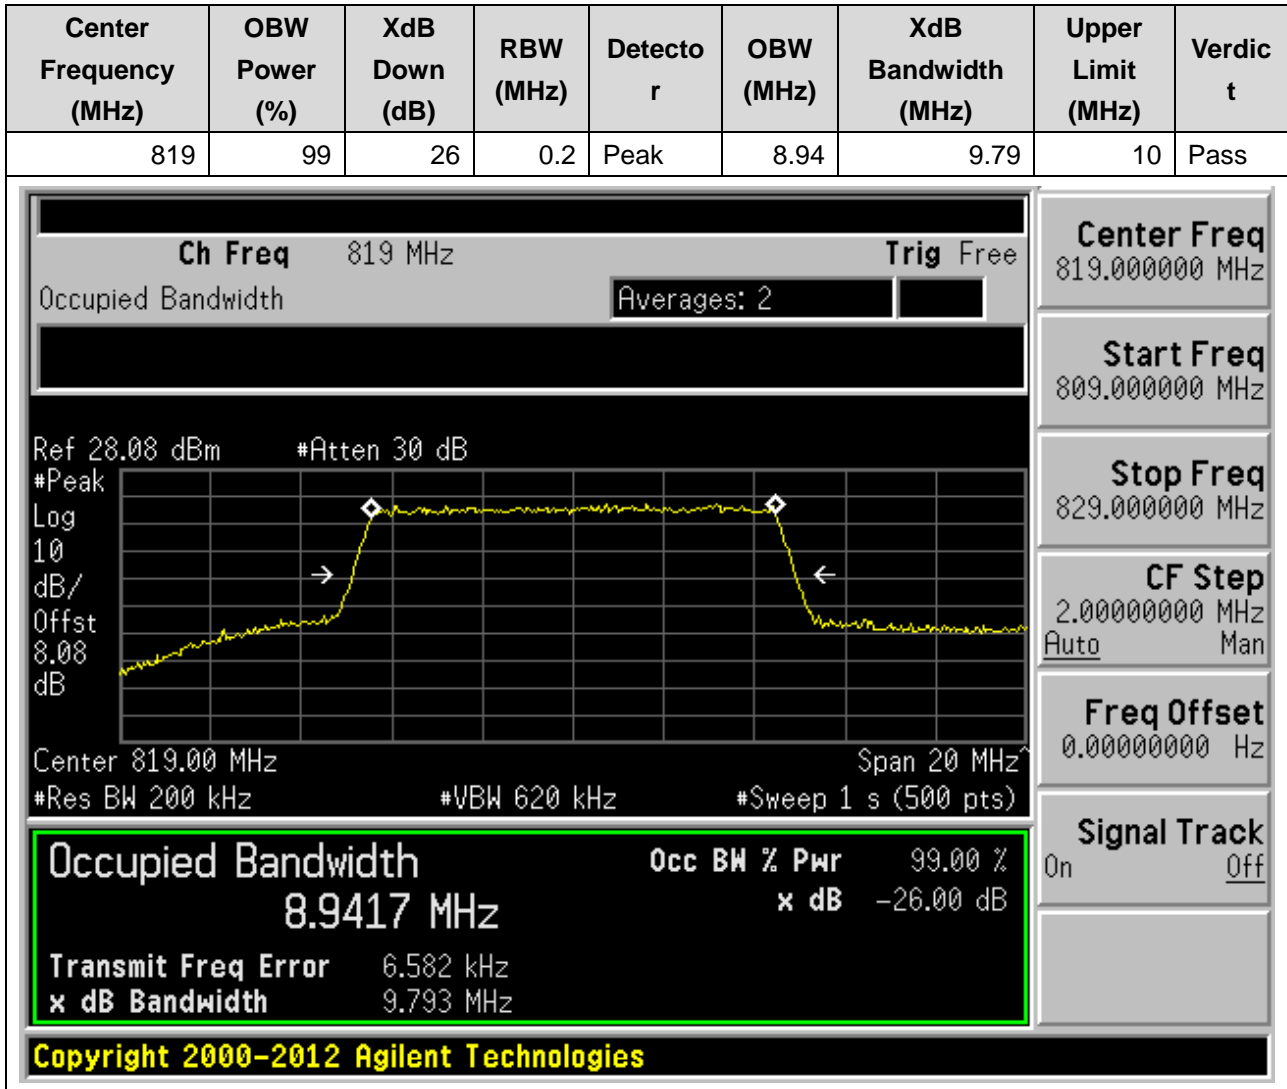 Center Frequency (MHz) OBW Power (%) XdB Down (dB) RBW (MHz) Detecto r OBW (MHz) XdB Bandwidth (MHz) Upper Limit (MHz) Verdic t
819 99 26 0.2 Peak 8.94 9.79 10 Pass
Ch Freq 819 MHz Trig Free
Occupied Bandwidth Averages: 2
Ref 28.08 dBm #Atten 30 dB
#Peak
Log
10
dB/
Offst
8.08
dB
Center 819.00 MHz Span 20 MHz^
#Res BW 200 kHz #VBW 620 kHz #Sweep 1 s (500 pts)
Occupied Bandwidth Occ BW % Pwr 99.00 %
8.9417 MHz x dB -26.00 dB
Transmit Freq Error 6.582 kHz
x dB Bandwidth 9.793 MHz
Copyright 2000-2012 Agilent Technologies
Center Freq
819.000000 MHz
Start Freq
809.000000 MHz
Stop Freq
829.000000 MHz
CF Step
2.00000000 MHz
Auto Man
Freq Offset
0.00000000 Hz
Signal Track
On Off